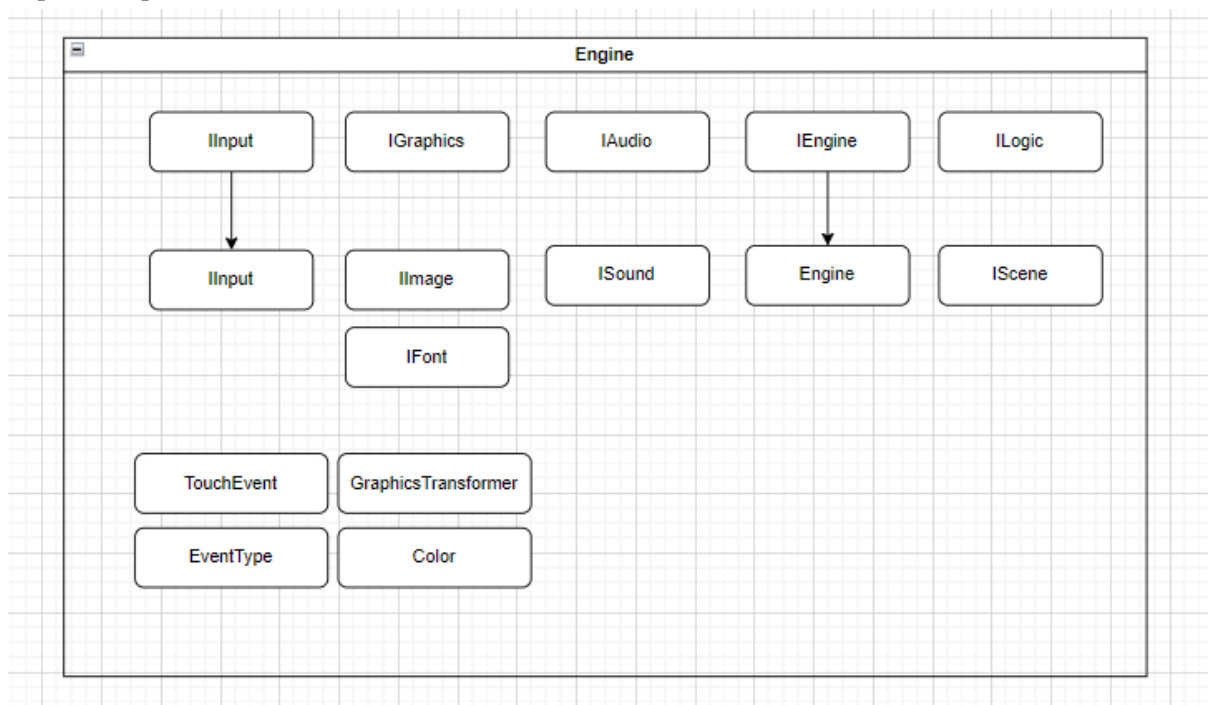 Engine
IInput
IGraphics
IAudio
IEngine
ILogic
IInput
IImage
ISound
Engine
IScene
IFont
TouchEvent
GraphicsTransformer
EventType
Color